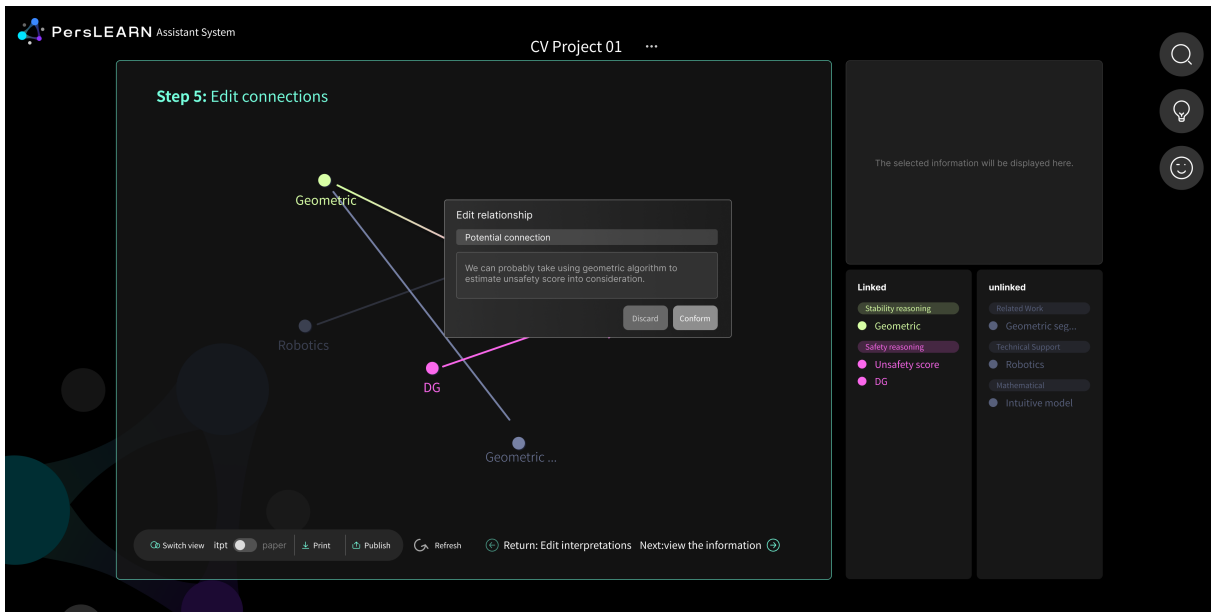 PersLEARN Assistant System
CV Project 01 ...
Step 5: Edit connections
Geometric
Robotics
DG
Geometric ...
Edit relationship
Potential connection
We can probably take using geometric algorithm to
estimate unsafety score into consideration.
Discard Conform
Switch view itpt paper Print Publish Refresh Return: Edit interpretations Next:view the information
The selected information will be displayed here.
Linked
Stability reasoning
Geometric
Safety reasoning
Unsafety score
DG
unlinked
Related Work
Geometric seg...
Technical Support
Robotics
Mathematical
Intuitive model